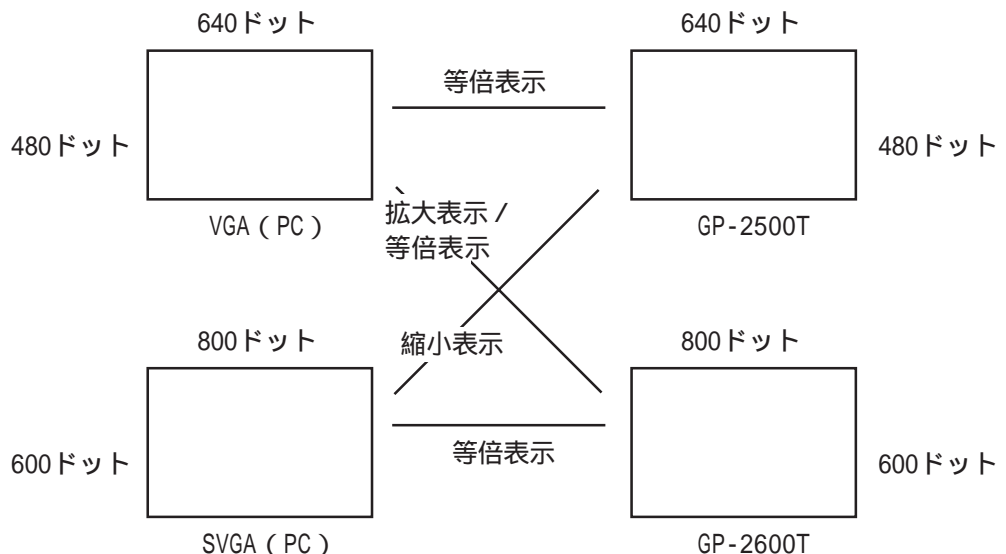 640ドット
640ドット
等倍表示
480ドット
480ドット
拡大表示 /
等倍表示
VGA ( PC )
GP-2500T
800ドット
縮小表示
800ドット
等倍表示
600ドット
600ドット
SVGA ( PC )
GP-2600T